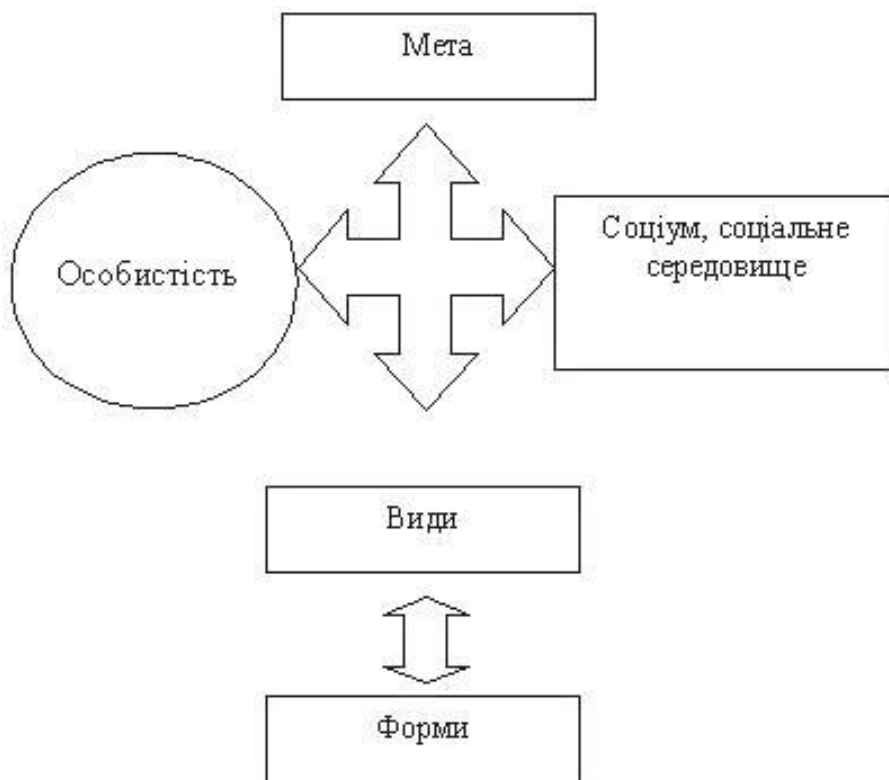 Мета
Особистість
Соціум, соціальне
середовище
Види
Форми